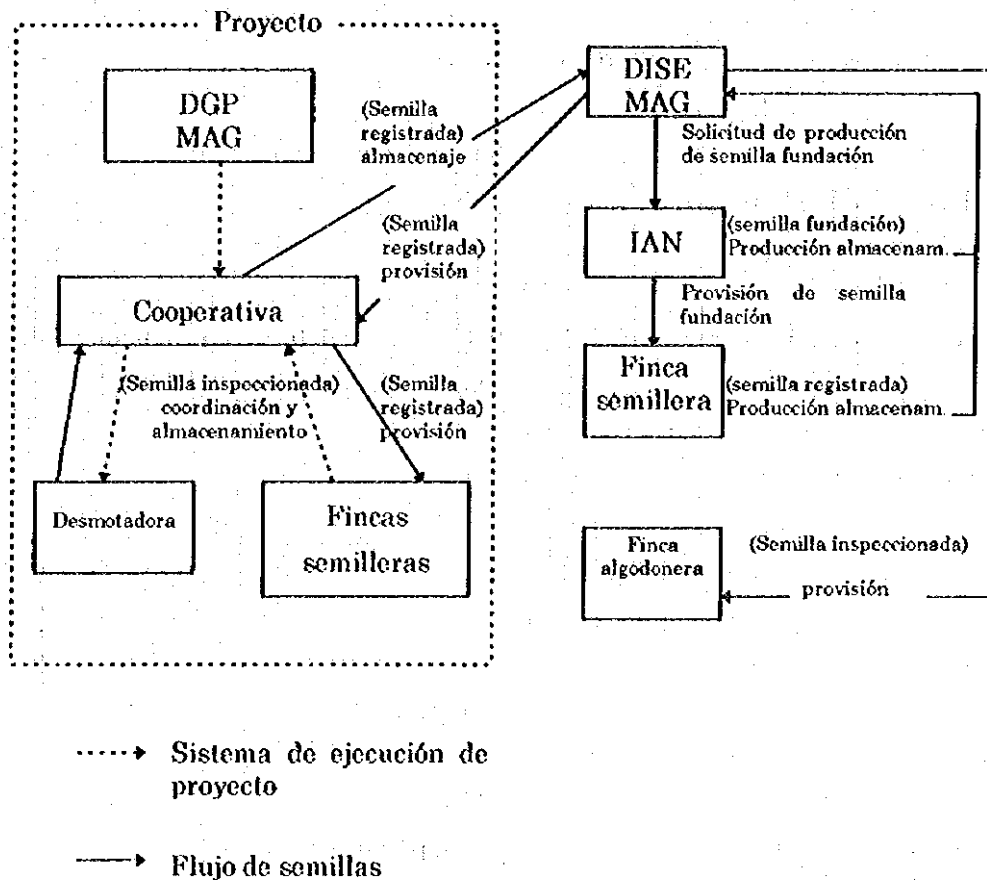 Proyecto
DGP
MAG
(Semilla
registrada)
almacenaje
(Semilla
registrada)
provisión
Cooperativa
(Semilla inspeccionada)
coordinación y
almacenamiento
(Semilla
registrada)
provisión
Desmotadora
Fincas
semilleras
DISE
MAG
Solicitud de producción
de semilla fundación
IAN
(semilla fundación)
Producción almacenam.
Provisión de semilla
fundación
Finca
semillera
(semilla registrada)
Producción almacenam.
Finca
algodonera
(Semilla inspeccionada)
provisión
Sistema de ejecución de
proyecto
Flujo de semillas